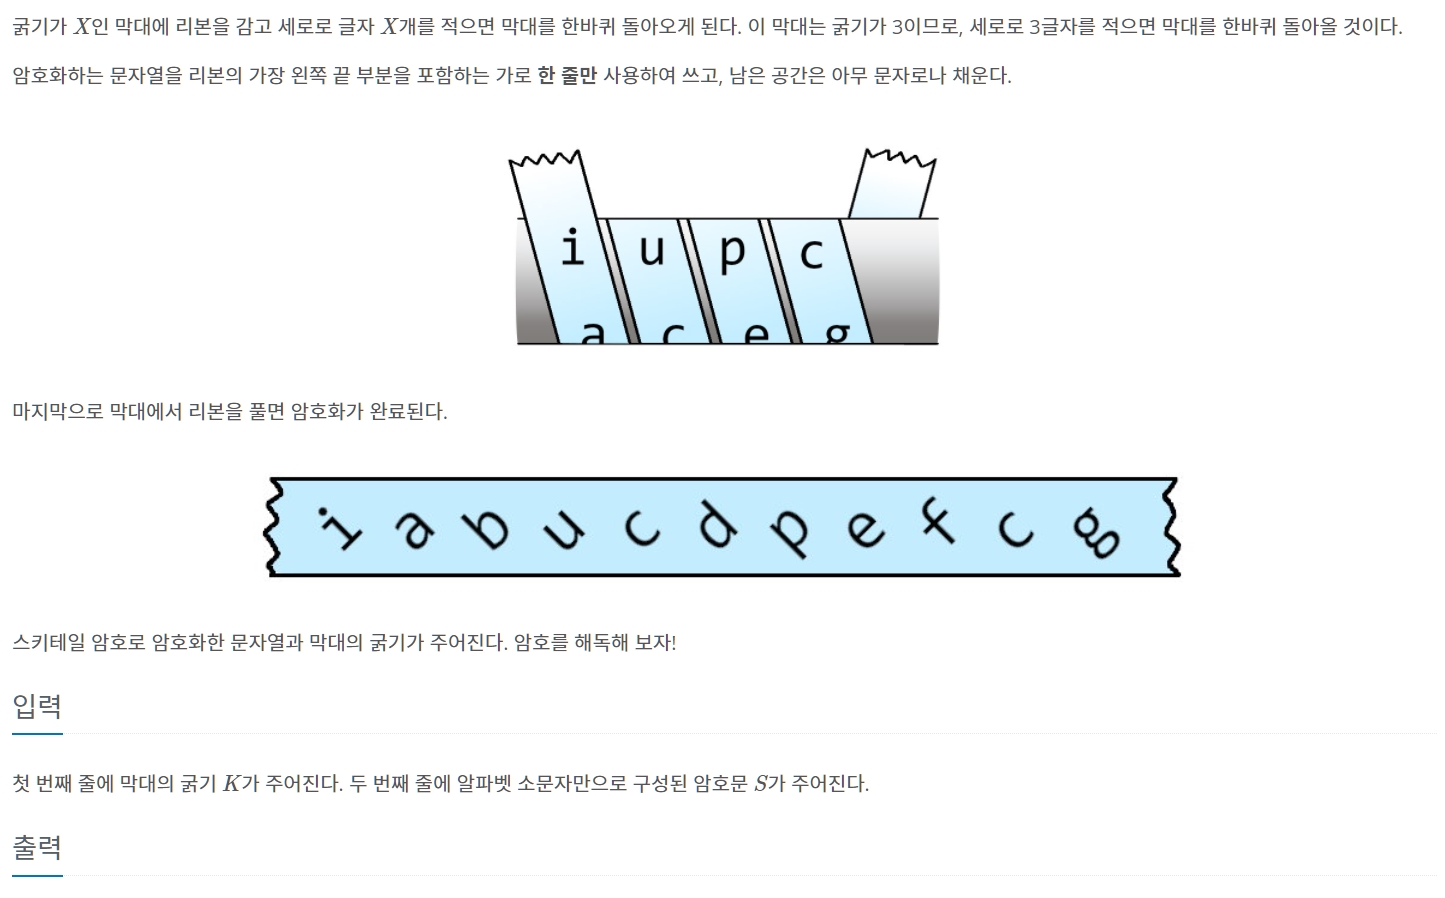 굵기가 X인 막대에 리본을 감고 세로로 글자 X개를 적으면 막대를 한바퀴 돌아오게 된다. 이 막대는 굵기가 3이므로, 세로로 3글자를 적으면 막대를 한바퀴 돌아올 것이다.
암호화하는 문자열을 리본의 가장 왼쪽 끝 부분을 포함하는 가로 한 줄만 사용하여 쓰고, 남은 공간은 아무 문자로나 채운다.
i u p c
a c e g
마지막으로 막대에서 리본을 풀면 암호화가 완료된다.
i a b u c d p e f c g
스키테일 암호로 암호화한 문자열과 막대의 굵기가 주어진다. 암호를 해독해 보자!
입력
첫 번째 줄에 막대의 굵기 K가 주어진다. 두 번째 줄에 알파벳 소문자만으로 구성된 암호문 S가 주어진다.
출력